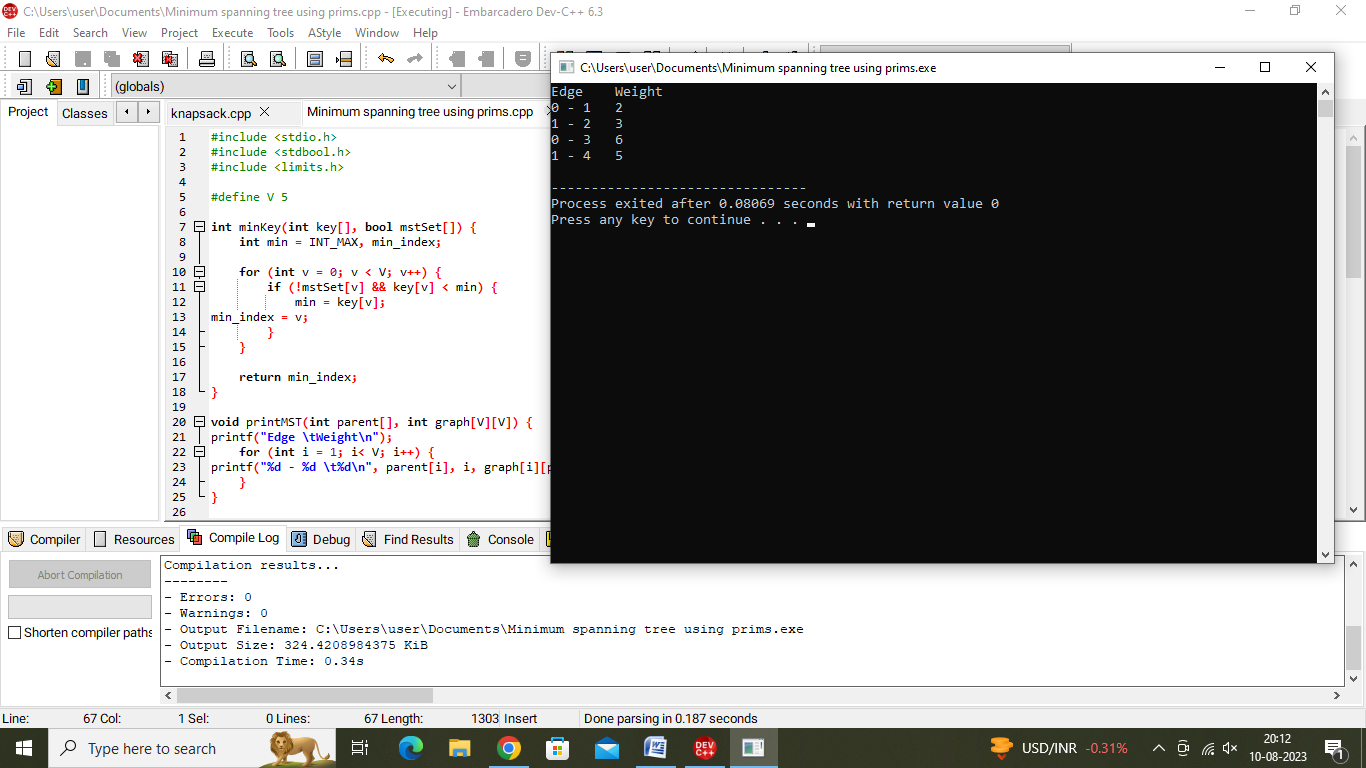 C:\Users\user\Documents\Minimum spanning tree using prims.cpp - [Executing] - Embarcadero Dev-C++ 6.3
File Edit Search View Project Execute Tools AStyle Window Help
(globals)
Project Classes
knapsack.cpp Minimum spanning tree using prims.cpp
1 #include <stdio.h>
2 #include <stdbool.h>
3 #include <limits.h>
4
5 #define V 5
6
7 int minKey(int key[], bool mstSet[]) {
8 int min = INT_MAX, min_index;
9
10 for (int v = 0; v < V; v++) {
11 if (!mstSet[v] && key[v] < min) {
12 min = key[v];
13 min_index = v;
14 }
15 }
16
17 return min_index;
18 }
19
20 void printMST(int parent[], int graph[V][V]) {
21 printf("Edge \tWeight\n");
22 for (int i = 1; i< V; i++) {
23 printf("%d - %d \t%d\n", parent[i], i, graph[i][p
24 }
25 }
26
C:\Users\user\Documents\Minimum spanning tree using prims.exe
Edge Weight
0 - 1 2
1 - 2 3
0 - 3 6
1 - 4 5
--------------------------------
Process exited after 0.08069 seconds with return value 0
Press any key to continue . . .
Compiler Resources Compile Log Debug Find Results Console
Abort Compilation
Shorten compiler paths
Compilation results...
--------
- Errors: 0
- Warnings: 0
- Output Filename: C:\Users\user\Documents\Minimum spanning tree using prims.exe
- Output Size: 324.4208984375 KiB
- Compilation Time: 0.34s
Line: 67 Col: 1 Sel: 0 Lines: 67 Length: 1303 Insert Done parsing in 0.187 seconds
Type here to search
DEV C++
USD/INR -0.31%
20:12
10-08-2023
1